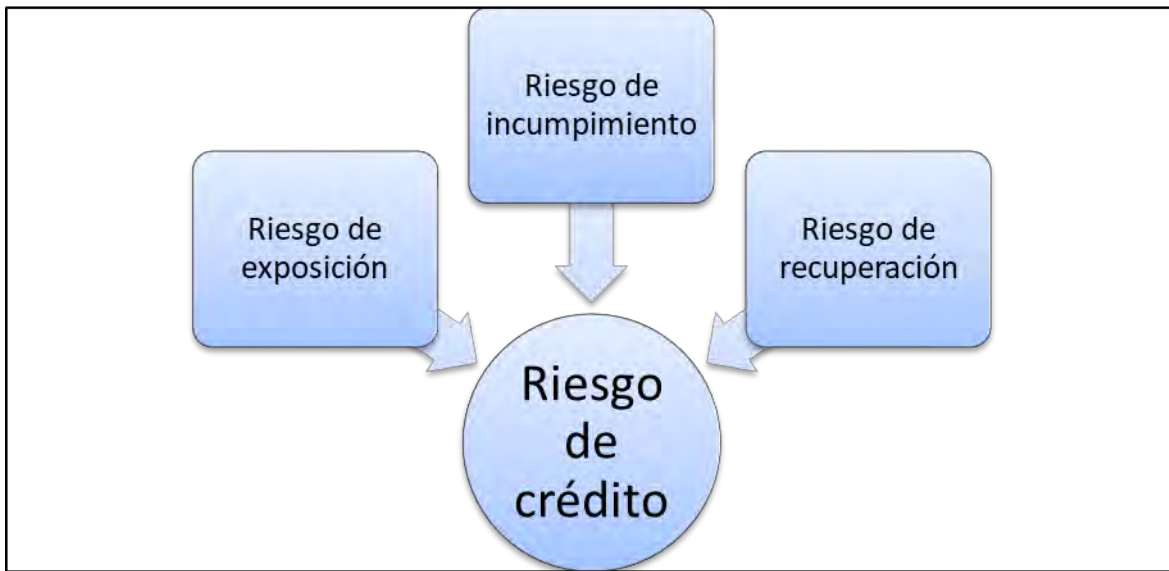 Riesgo de
incumpimiento
Riesgo de
exposición
Riesgo de
recuperación
Riesgo
de
crédito